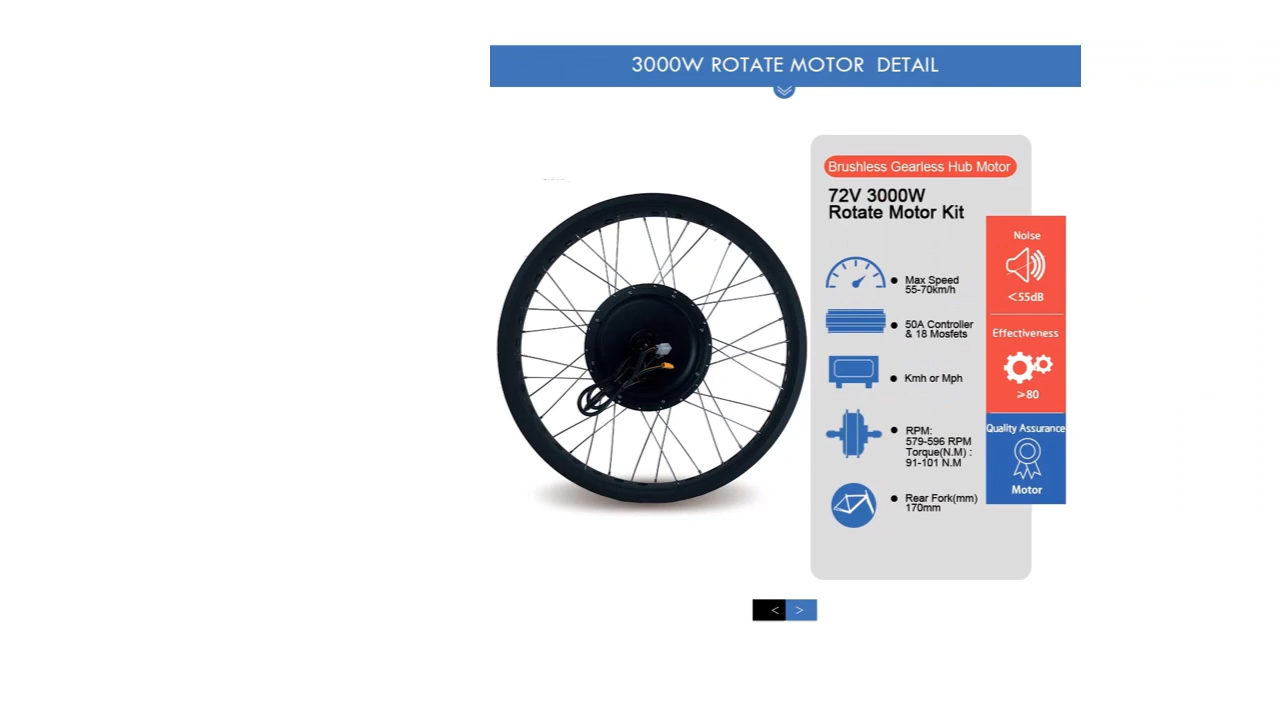 3000W ROTATE MOTOR DETAIL
Brushless Gearless Hub Motor
72V 3000W
Rotate Motor Kit
Max Speed
55-70km/h
50A Controller
& 18 Mosfets
Kmh or Mph
RPM:
579-596 RPM
Torque(N.M) :
91-101 N.M
Rear Fork(mm)
170mm
Noise
<55dB
Effectiveness
≥80
Quality Assurance
Motor
< >